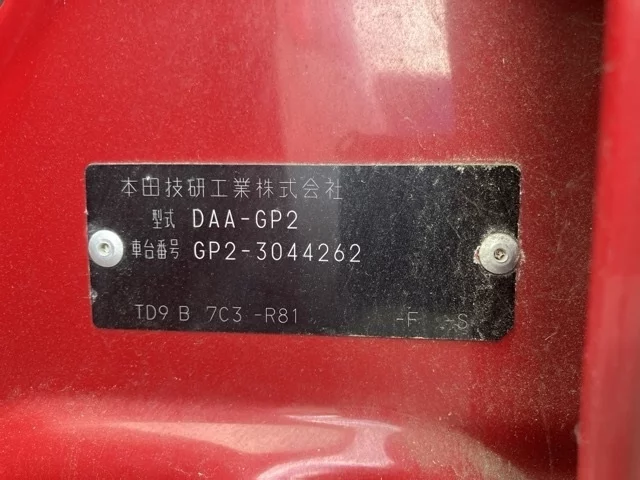 本田技研工業株式会社
型式 DAA-GP2
車台番号 GP2-3044262
TD9 B 7C3 -R81 -F -S